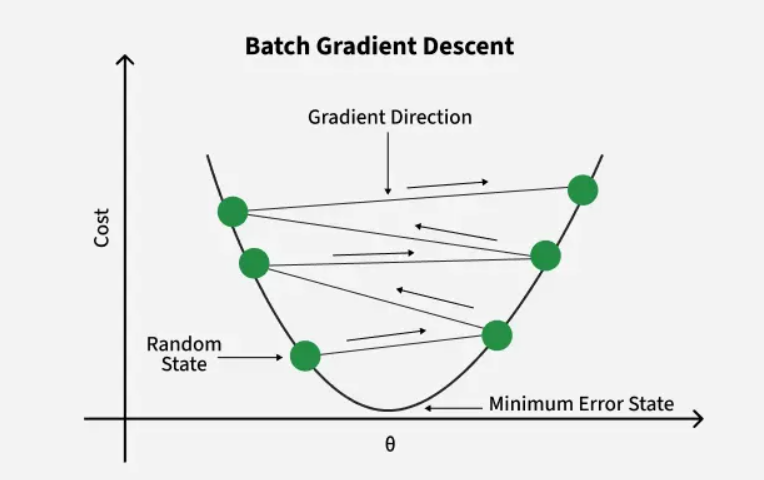 Batch Gradient Descent
Gradient Direction
Cost
Random
State
Minimum Error State
θ